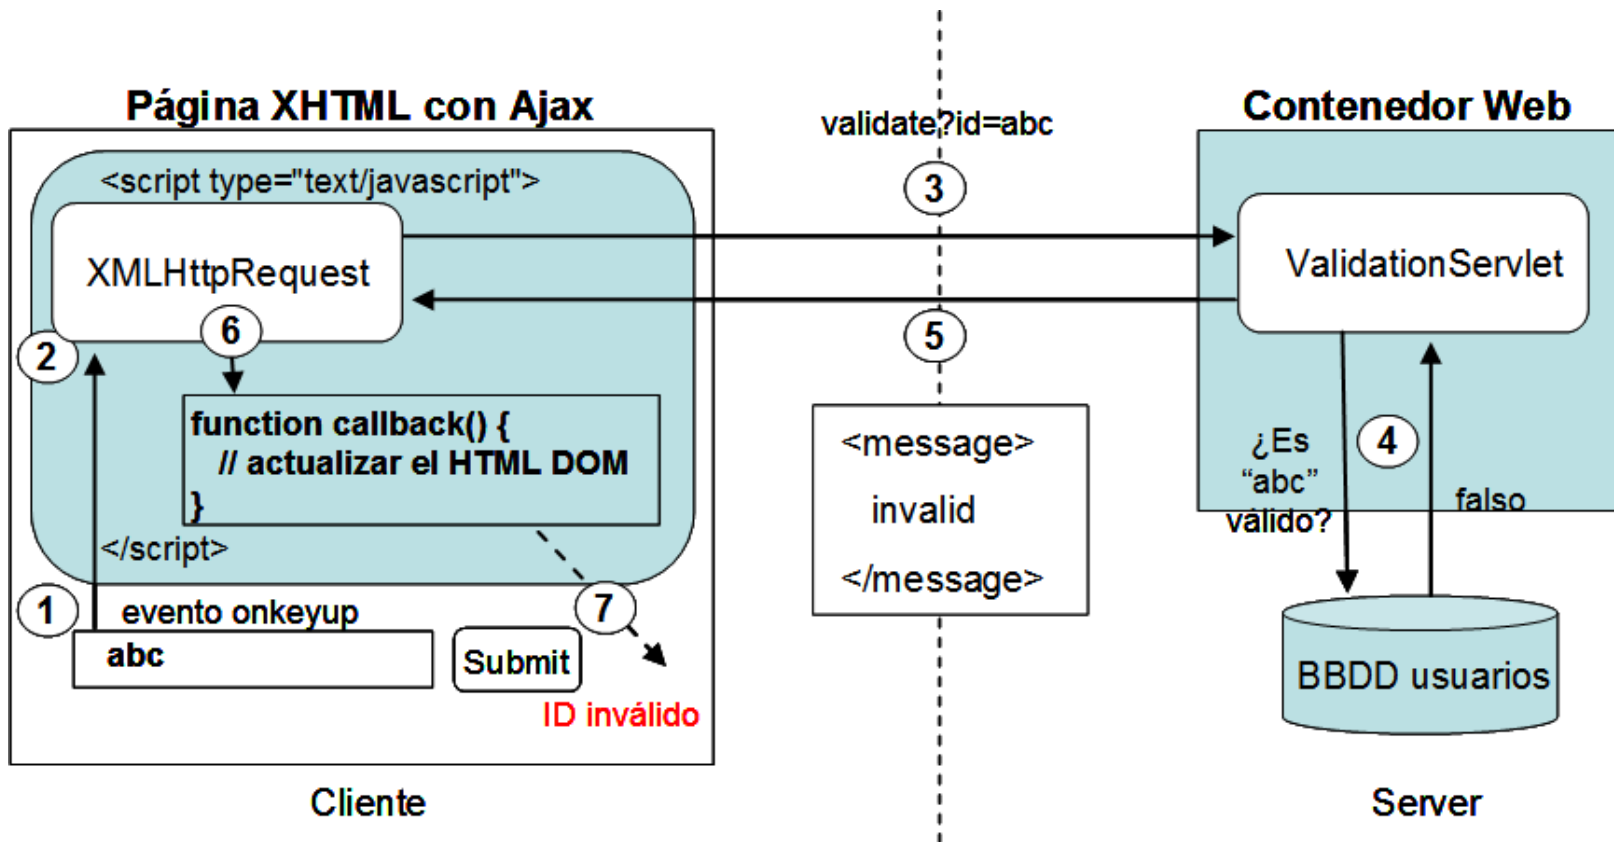 Página XHTML con Ajax
validate?id=abc
Contenedor Web
<script type="text/javascript">
3
XMLHttpRequest
ValidationServlet
6
5
2
function callback() {
// actualizar el HTML DOM
}
<message>
invalid
</message>
¿Es
“abc”
válido?
4
falso
</script>
1
evento onkeyup
7
abc
Submit
ID inválido
BBDD usuarios
Cliente
Server